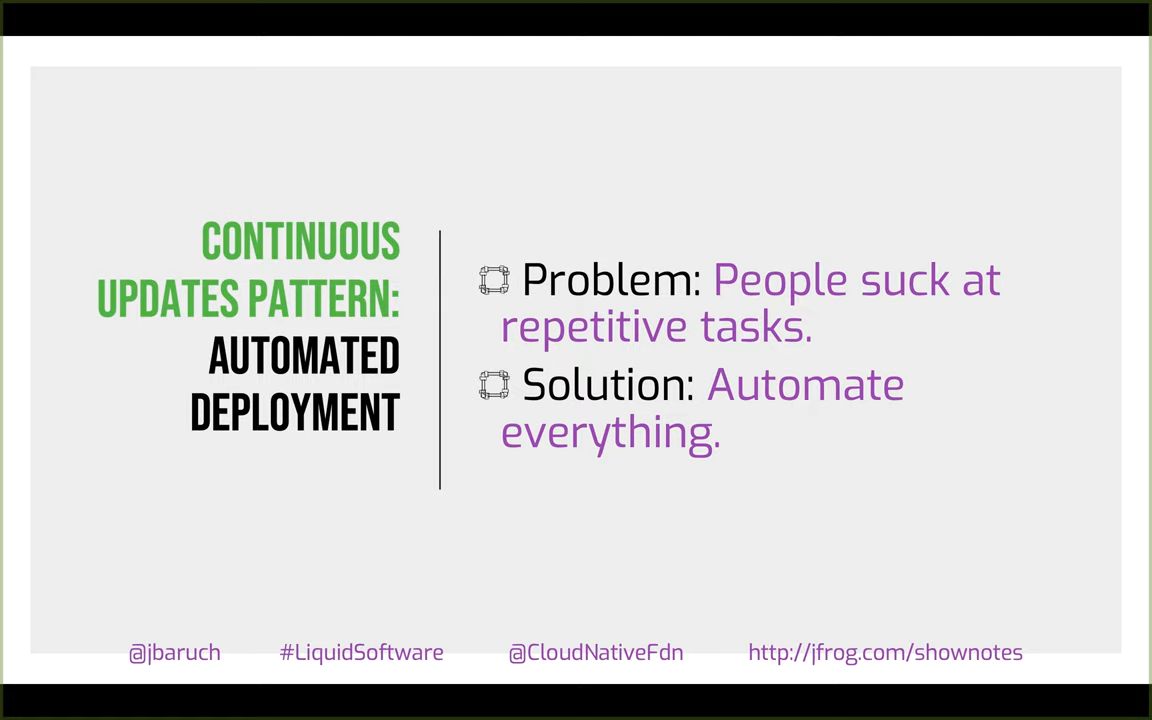 CONTINUOUS
UPDATES PATTERN:
AUTOMATED
DEPLOYMENT
Problem: People suck at
repetitive tasks.
Solution: Automate
everything.
@jbaruch #LiquidSoftware @CloudNativeFdn http://jfrog.com/shownotes